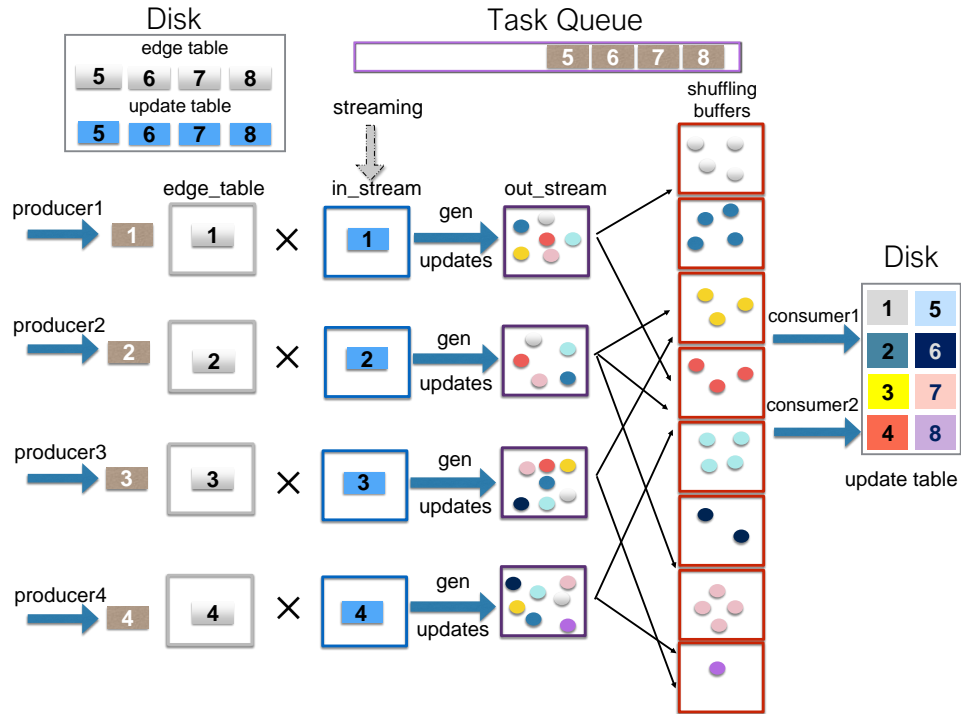 Disk
edge table
5 6 7 8
update table
5 6 7 8
Task Queue
5 6 7 8
streaming
shuffling
buffers
edge_table
in_stream
out_stream
producer1
1
1
×
1
gen
updates
producer2
2
2
×
2
gen
updates
producer3
3
3
×
3
gen
updates
producer4
4
4
×
4
gen
updates
consumer1
consumer2
Disk
1 5
2 6
3 7
4 8
update table